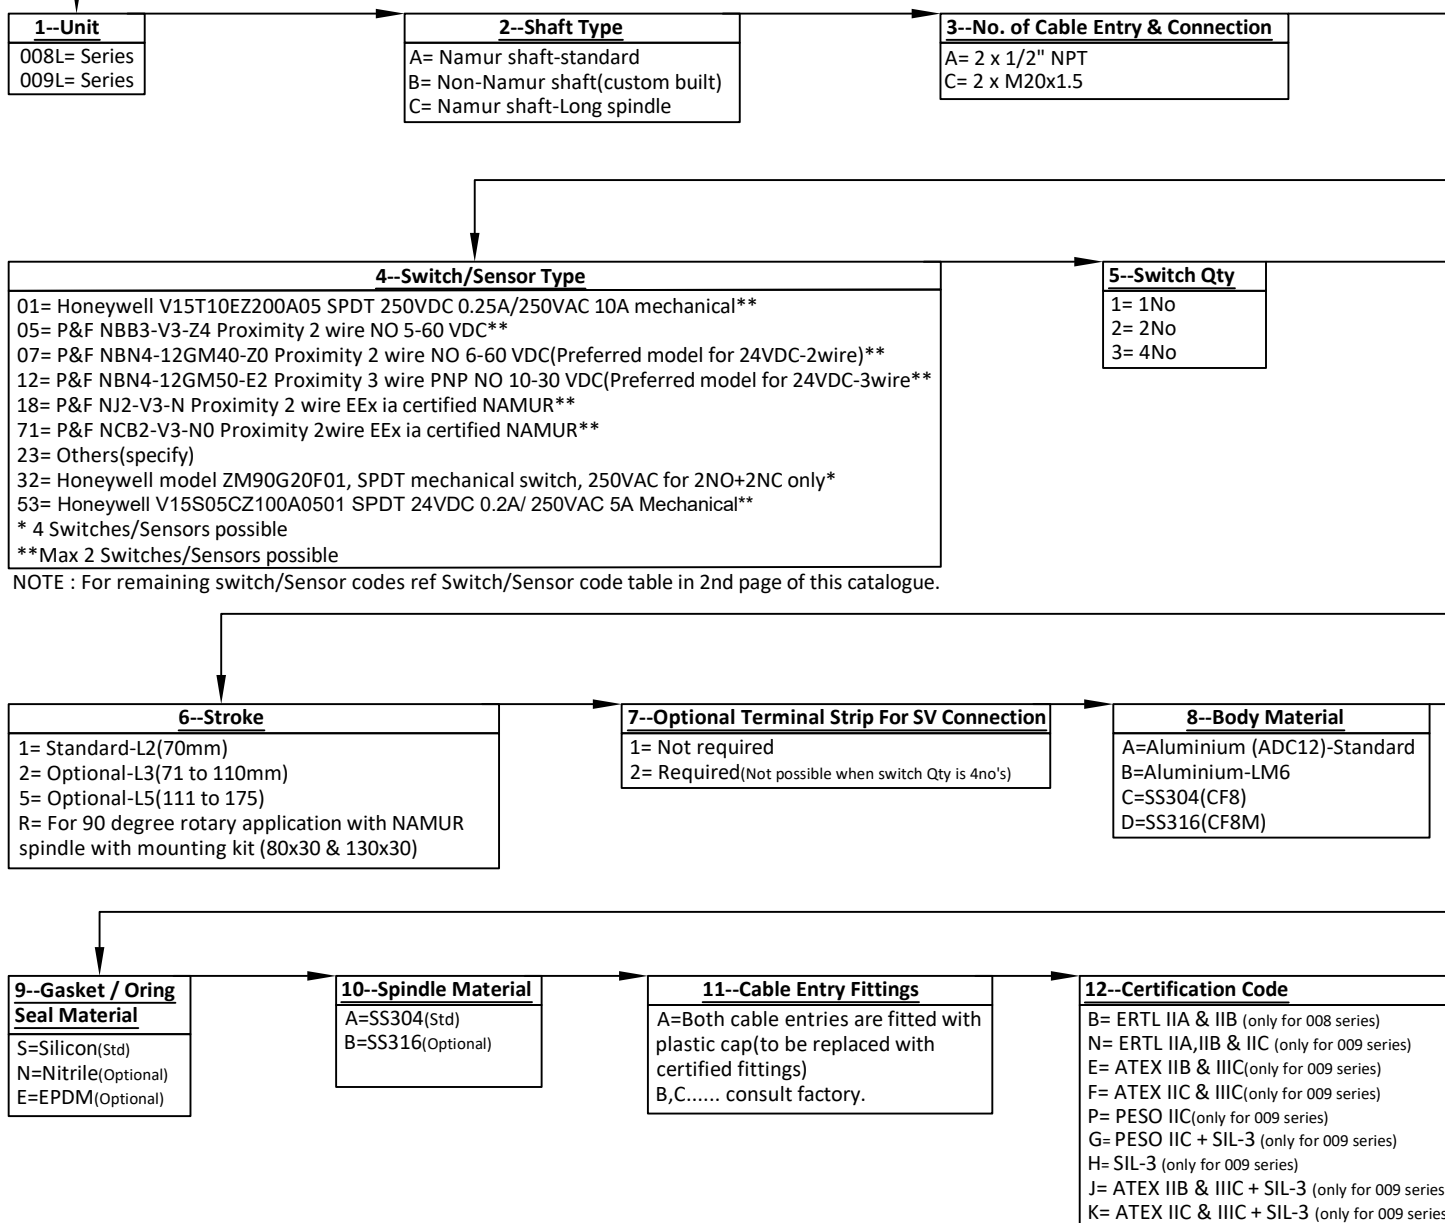 1--Unit
008L= Series
009L= Series
2--Shaft Type
A= Namur shaft-standard
B= Non-Namur shaft(custom built)
C= Namur shaft-Long spindle
3--No. of Cable Entry & Connection
A= 2 x 1/2" NPT
C= 2 x M20x1.5
4--Switch/Sensor Type
01= Honeywell V15T10EZ200A05 SPDT 250VDC 0.25A/250VAC 10A mechanical**
05= P&F NBB3-V3-Z4 Proximity 2 wire NO 5-60 VDC**
07= P&F NBN4-12GM40-Z0 Proximity 2 wire NO 6-60 VDC(Preferred model for 24VDC-2wire)**
12= P&F NBN4-12GM50-E2 Proximity 3 wire PNP NO 10-30 VDC(Preferred model for 24VDC-3wire**
18= P&F NJ2-V3-N Proximity 2 wire EEx ia certified NAMUR**
71= P&F NCB2-V3-N0 Proximity 2wire EEx ia certified NAMUR**
23= Others(specify)
32= Honeywell model ZM90G20F01, SPDT mechanical switch, 250VAC for 2NO+2NC only*
53= Honeywell V15S05CZ100A0501 SPDT 24VDC 0.2A/ 250VAC 5A Mechanical**
* 4 Switches/Sensors possible
**Max 2 Switches/Sensors possible
NOTE : For remaining switch/Sensor codes ref Switch/Sensor code table in 2nd page of this catalogue.
5--Switch Qty
1= 1No
2= 2No
3= 4No
6--Stroke
1= Standard-L2(70mm)
2= Optional-L3(71 to 110mm)
5= Optional-L5(111 to 175)
R= For 90 degree rotary application with NAMUR
spindle with mounting kit (80x30 & 130x30)
7--Optional Terminal Strip For SV Connection
1= Not required
2= Required(Not possible when switch Qty is 4no's)
8--Body Material
A=Aluminium (ADC12)-Standard
B=Aluminium-LM6
C=SS304(CF8)
D=SS316(CF8M)
9--Gasket / Oring
Seal Material
S=Silicon(Std)
N=Nitrile(Optional)
E=EPDM(Optional)
10--Spindle Material
A=SS304(Std)
B=SS316(Optional)
11--Cable Entry Fittings
A=Both cable entries are fitted with
plastic cap(to be replaced with
certified fittings)
B,C...... consult factory.
12--Certification Code
B= ERTL IIA & IIB (only for 008 series)
N= ERTL IIA,IIB & IIC (only for 009 series)
E= ATEX IIB & IIIC(only for 009 series)
F= ATEX IIC & IIIC(only for 009 series)
P= PESO IIC(only for 009 series)
G= PESO IIC + SIL-3 (only for 009 series)
H= SIL-3 (only for 009 series)
J= ATEX IIB & IIIC + SIL-3 (only for 009 series
K= ATEX IIC & IIIC + SIL-3 (only for 009 series